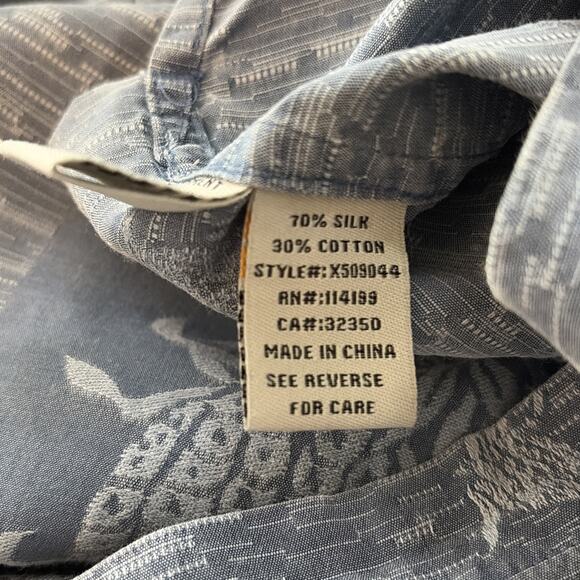 70% SILK
30% COTTON
STYLE#:X509044
RN#:114199
CA#:32350
MADE IN CHINA
SEE REVERSE
FOR CARE